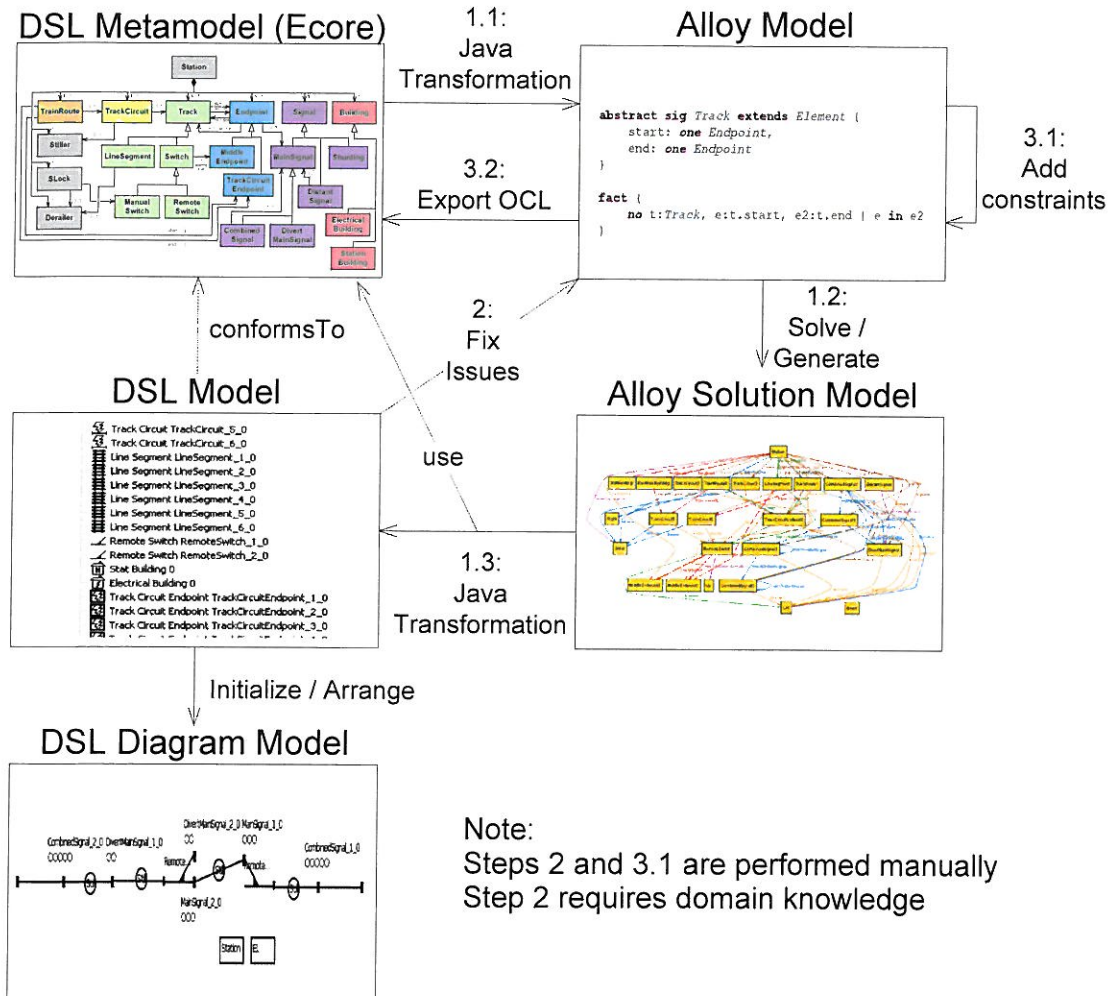 DSL Metamodel (Ecore)
1.1:
Java
Transformation
Alloy Model
Station
TrainRoute
TrackCircuit
Track
Endpoint
Signal
Building
Stiller
LineSegment
Switch
Middle
Endpoint
MainSignal
Shunting
SLock
TrackCircuit
Endpoint
Distant
Signal
Manual
Switch
Remote
Switch
Derailer
Combined
Signal
Divert
MainSignal
Electrical
Building
Station
Building
abstract sig Track extends Element {
start: one Endpoint,
end: one Endpoint
}
fact {
no t:Track, e:t.start, e2:t.end | e in e2
}
3.1:
Add
constraints
3.2:
Export OCL
conformsTo
2:
Fix
Issues
1.2:
Solve /
Generate
DSL Model
Alloy Solution Model
Track Circuit TrackCircuit_5_0
Track Circuit TrackCircuit_6_0
Line Segment LineSegment_1_0
Line Segment LineSegment_2_0
Line Segment LineSegment_3_0
Line Segment LineSegment_4_0
Line Segment LineSegment_5_0
Line Segment LineSegment_6_0
Remote Switch RemoteSwitch_1_0
Remote Switch RemoteSwitch_2_0
Stat Building 0
Electrical Building 0
Track Circuit Endpoint TrackCircuitEndpoint_1_0
Track Circuit Endpoint TrackCircuitEndpoint_2_0
Track Circuit Endpoint TrackCircuitEndpoint_3_0
use
1.3:
Java
Transformation
Initialize / Arrange
DSL Diagram Model
DivertMainSignal_2_0 MainSignal_1_0
CombinedSignal_2_0 DivertMainSignal_1_0
CombinedSignal_1_0
Remote
Remote
MainSignal_2_0
Station
EL
Note:
Steps 2 and 3.1 are performed manually
Step 2 requires domain knowledge